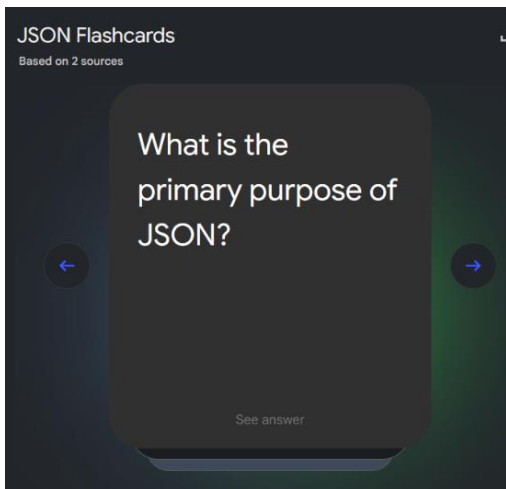 JSON Flashcards
Based on 2 sources
What is the
primary purpose of
JSON?
See answer